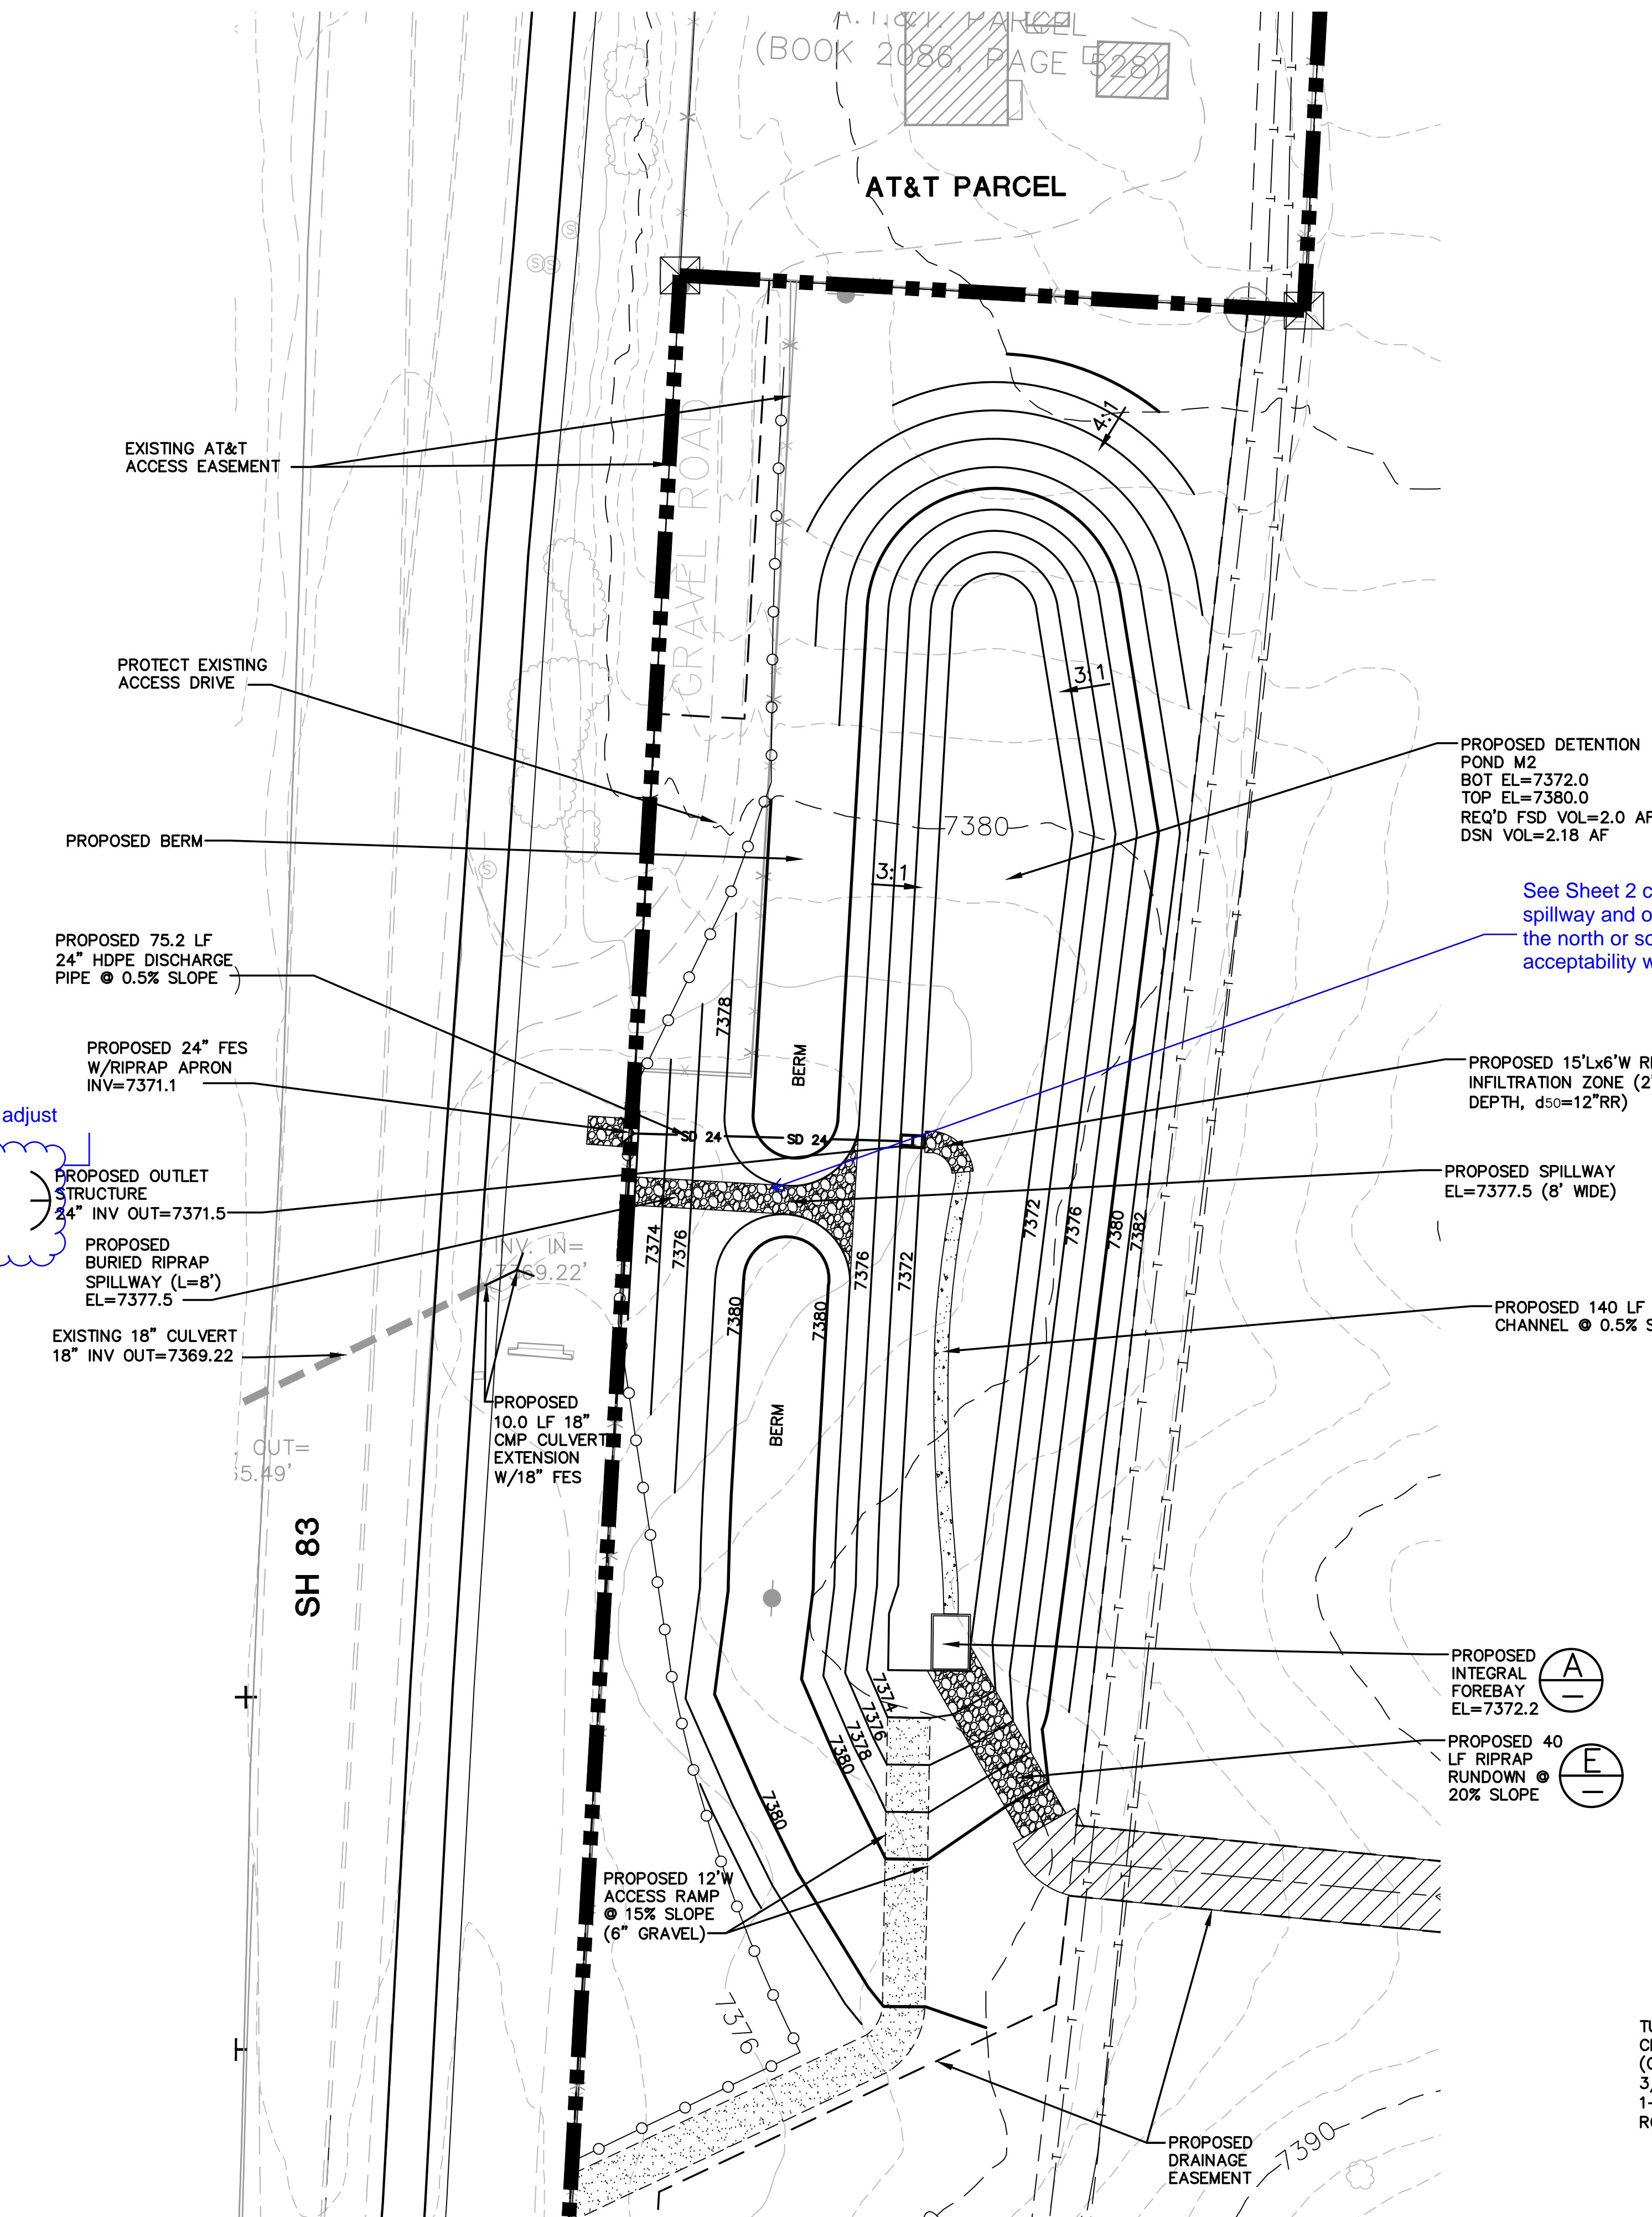 A.T.&T. PARCEL
(BOOK 2086, PAGE 528)
AT&T PARCEL
EXISTING AT&T
ACCESS EASEMENT
GRAVEL ROAD
4:1
PROTECT EXISTING
ACCESS DRIVE
3:1
PROPOSED DETENTION
POND M2
BOT EL=7372.0
TOP EL=7380.0
REQ'D FSD VOL=2.0 AF
DSN VOL=2.18 AF
PROPOSED BERM
7380
3:1
See Sheet 2
spillway and
the north or
acceptability
PROPOSED 75.2 LF
24" HDPE DISCHARGE
PIPE @ 0.5% SLOPE
7378
BERM
PROPOSED 24" FES
W/RIPRAP APRON
INV=7371.1
PROPOSED 15'Lx6'W
INFILTRATION ZONE
DEPTH, d50=12"RR)
adjust
SD 24
SD 24
PROPOSED OUTLET
STRUCTURE
24" INV OUT=7371.5
PROPOSED SPILLWAY
EL=7377.5 (8' WIDE)
PROPOSED
BURIED RIPRAP
SPILLWAY (L=8')
EL=7377.5
INV. IN=
7369.22'
7374
7376
7376
7372
7372
7376
7380
7382
7380
7380
EXISTING 18" CULVERT
18" INV OUT=7369.22
PROPOSED 140 LF
CHANNEL @ 0.5%
PROPOSED
10.0 LF 18"
CMP CULVERT
EXTENSION
W/18" FES
BERM
OUT=
5.49'
SH 83
PROPOSED
INTEGRAL
FOREBAY
EL=7372.2
A
—
7374
7376
7378
7380
7380
PROPOSED 40
LF RIPRAP
RUNDOWN @
20% SLOPE
E
—
PROPOSED 12'W
ACCESS RAMP
@ 15% SLOPE
(6" GRAVEL)
7376
PROPOSED
DRAINAGE
EASEMENT
7390